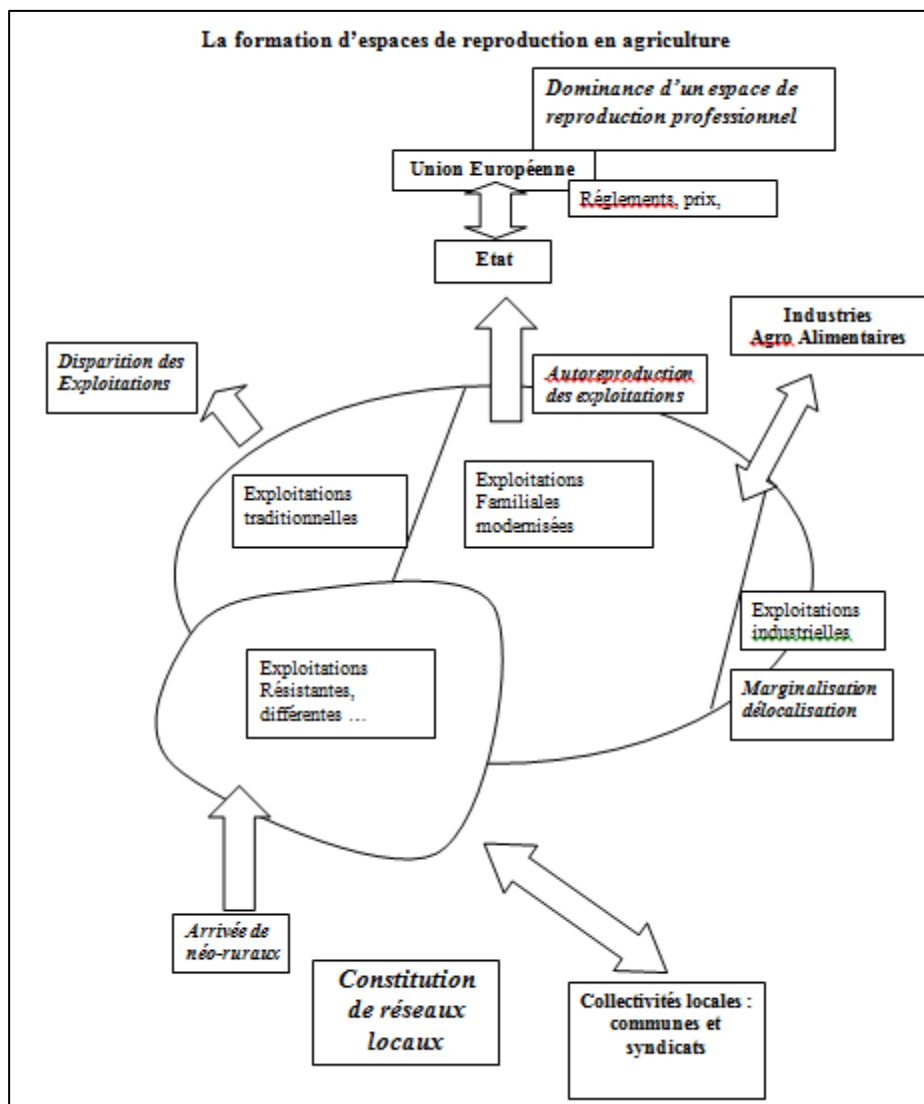 La formation d'espaces de reproduction en agriculture
Dominance d'un espace de
reproduction professionnel
Union Européenne
Réglements, prix,
Etat
Industries
Agro Alimentaires
Disparition des
Exploitations
Autoreproduction
des exploitations
Exploitations
traditionnelles
Exploitations
Familiales
modernisées
Exploitations
industrielles
Exploitations
Résistantes,
différentes …
Marginalisation
délocalisation
Arrivée de
néo-ruraux
Constitution
de réseaux
locaux
Collectivités locales :
communes et
syndicats